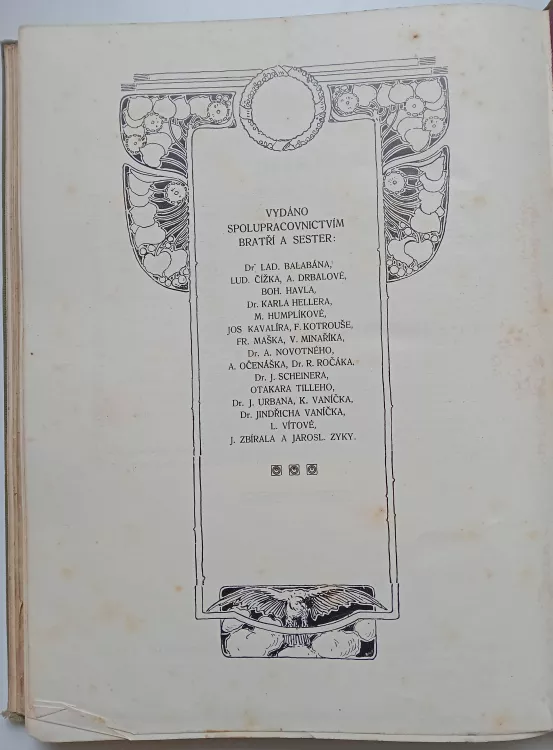 VYDÁNO
SPOLUPRACOVNICTVÍM
BRATŘÍ A SESTER:
Dr LAD. BALABÁNA,
LUD. ČÍŽKA, A. DRBALOVÉ,
BOH. HAVLA,
Dr. KARLA HELLERA,
M. HUMPLÍKOVÉ,
JOS KAVALÍRA, F. KOTROUŠE,
FR. MAŠKA, V. MINAŘÍKA,
Dr. A. NOVOTNÉHO,
A. OČENÁŠKA, Dr. R. ROČÁKA.
Dr. J. SCHEINERA,
OTAKARA TILLEHO,
Dr. J. URBANA, K. VANÍČKA,
Dr. JINDŘICHA VANÍČKA,
L. VÍTOVÉ,
J. ZBÍRALA A JAROSL. ZYKY.